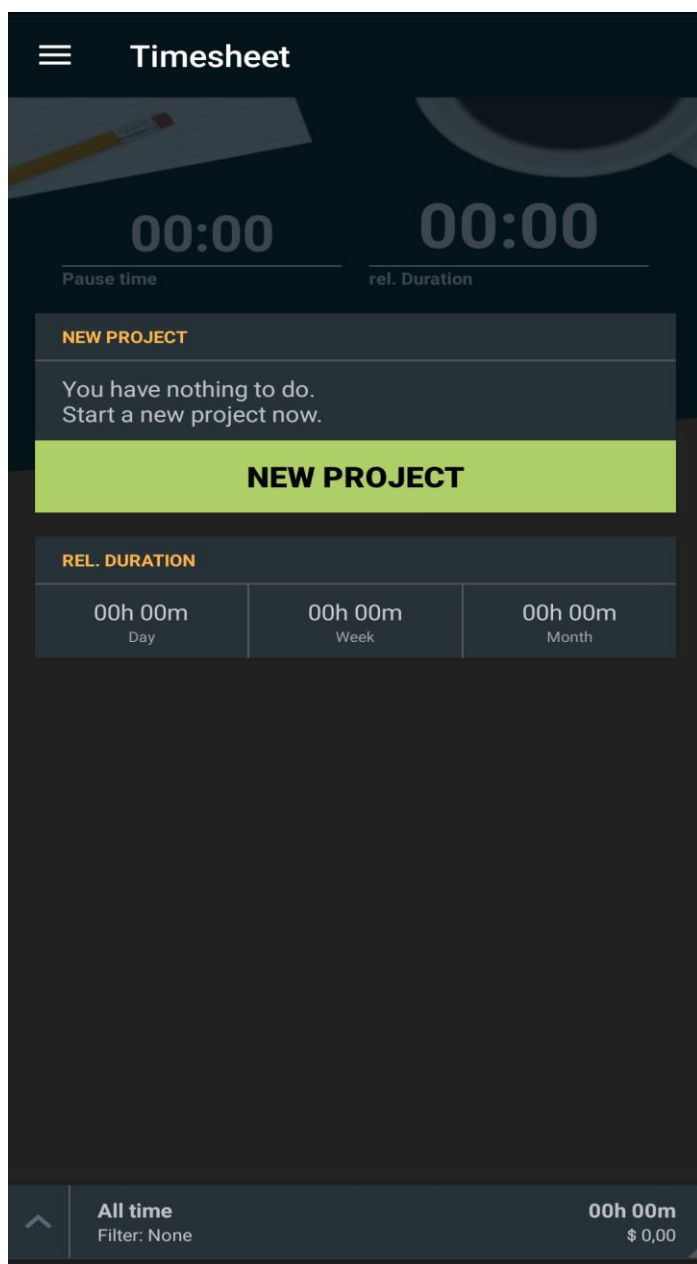 Timesheet
00:00
00:00
Pause time
rel. Duration
NEW PROJECT
You have nothing to do.
Start a new project now.
NEW PROJECT
REL. DURATION
00h 00m
Day
00h 00m
Week
00h 00m
Month
All time
00h 00m
Filter: None
$ 0,00